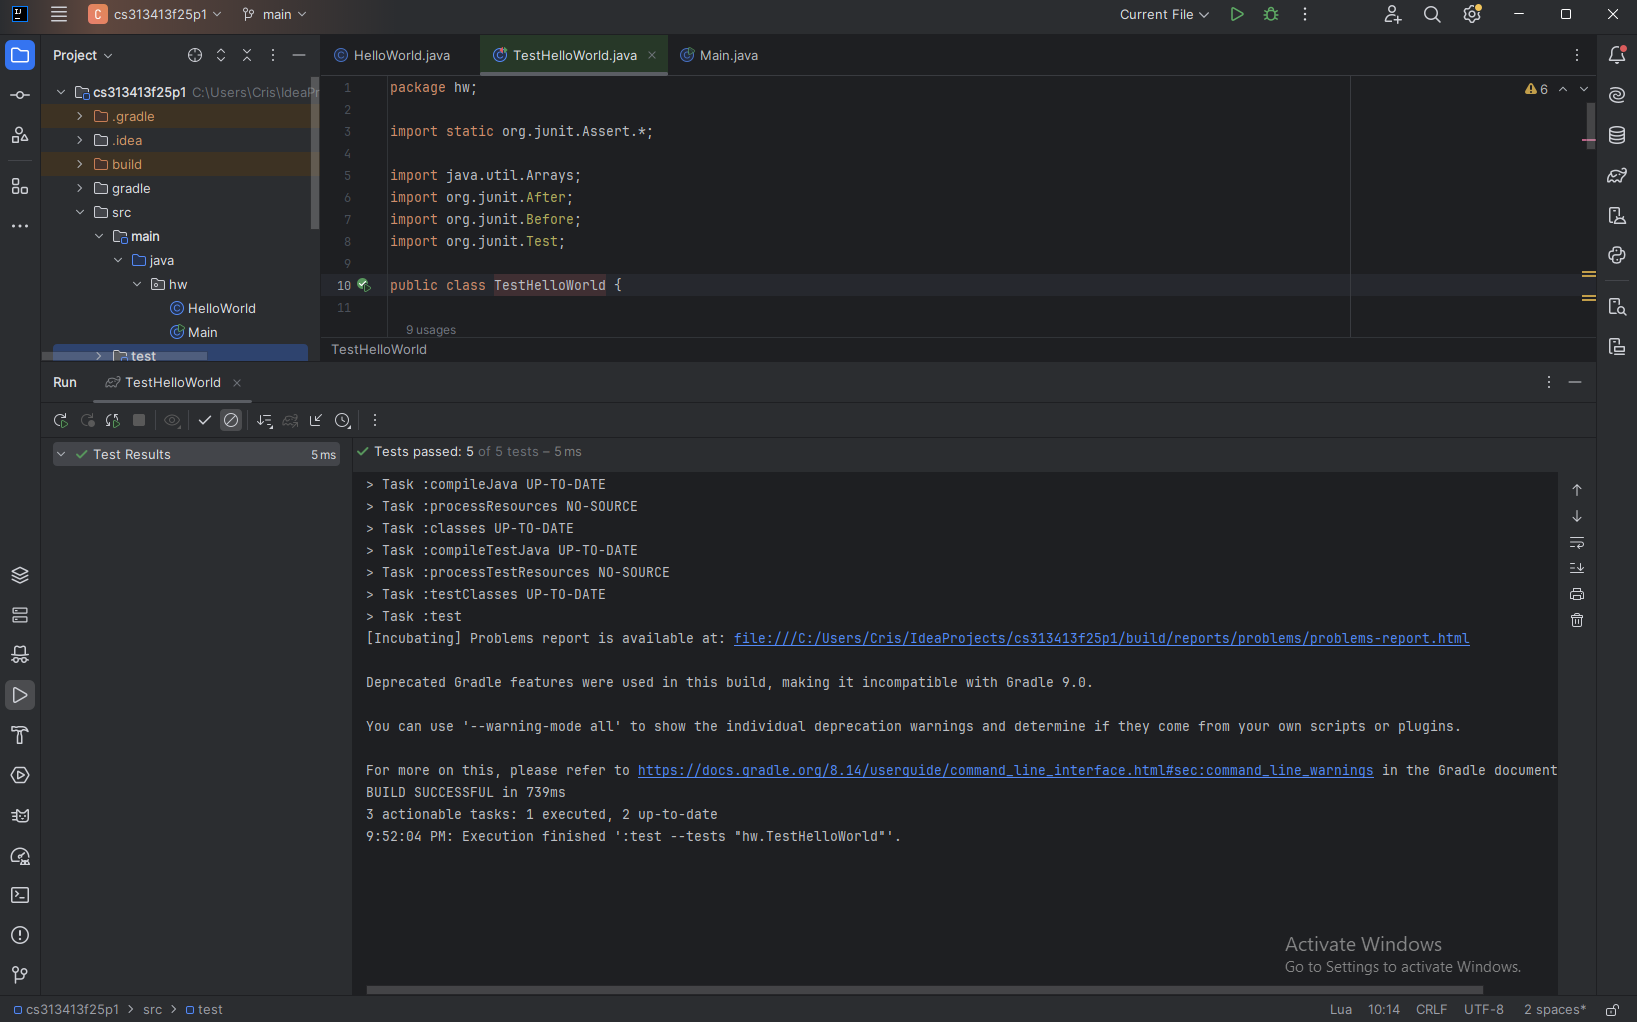 C cs313413f25p1 main Current File
Project
HelloWorld.java TestHelloWorld.java Main.java
cs313413f25p1 C:\Users\Cris\IdeaPr
.gradle
.idea
build
gradle
src
main
java
hw
HelloWorld
Main
test
1 package hw;
2
3 import static org.junit.Assert.*;
4
5 import java.util.Arrays;
6 import org.junit.After;
7 import org.junit.Before;
8 import org.junit.Test;
9
10 public class TestHelloWorld {
11
9 usages
6
TestHelloWorld
Run TestHelloWorld
Test Results 5 ms
Tests passed: 5 of 5 tests – 5 ms
> Task :compileJava UP-TO-DATE
> Task :processResources NO-SOURCE
> Task :classes UP-TO-DATE
> Task :compileTestJava UP-TO-DATE
> Task :processTestResources NO-SOURCE
> Task :testClasses UP-TO-DATE
> Task :test
[Incubating] Problems report is available at: file:///C:/Users/Cris/IdeaProjects/cs313413f25p1/build/reports/problems/problems-report.html
Deprecated Gradle features were used in this build, making it incompatible with Gradle 9.0.
You can use '--warning-mode all' to show the individual deprecation warnings and determine if they come from your own scripts or plugins.
For more on this, please refer to https://docs.gradle.org/8.14/userguide/command_line_interface.html#sec:command_line_warnings in the Gradle document
BUILD SUCCESSFUL in 739ms
3 actionable tasks: 1 executed, 2 up-to-date
9:52:04 PM: Execution finished ':test --tests "hw.TestHelloWorld"'.
Activate Windows
Go to Settings to activate Windows.
cs313413f25p1 > src > test Lua 10:14 CRLF UTF-8 2 spaces*